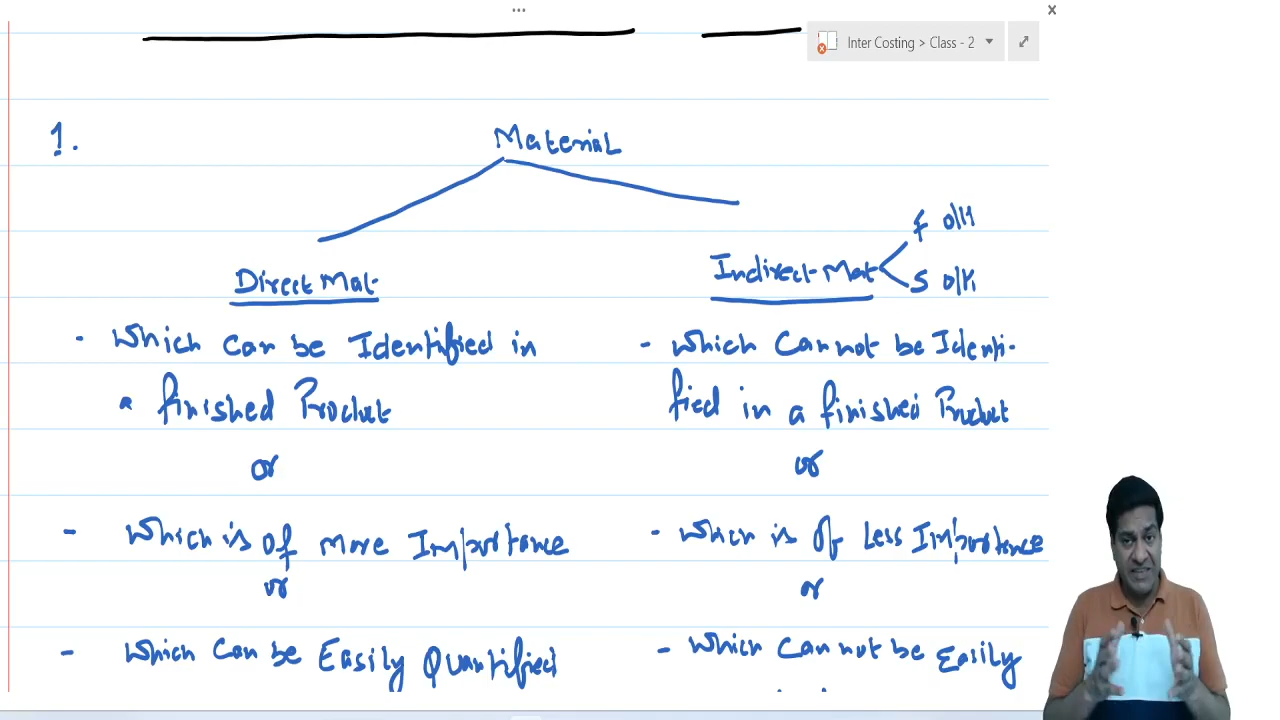 Inter Costing > Class - 2
1.
Material
f O/H
Direct Mat.
Indirect Mat
S O/H
- Which can be Identified in
a finished Product
or
- Which is of More Importance
or
- Which can be Easily Quantified
- Which Cannot be Identi-
fied in a finished Product
or
- Which is of Less Importance
or
- Which Cannot be Easily